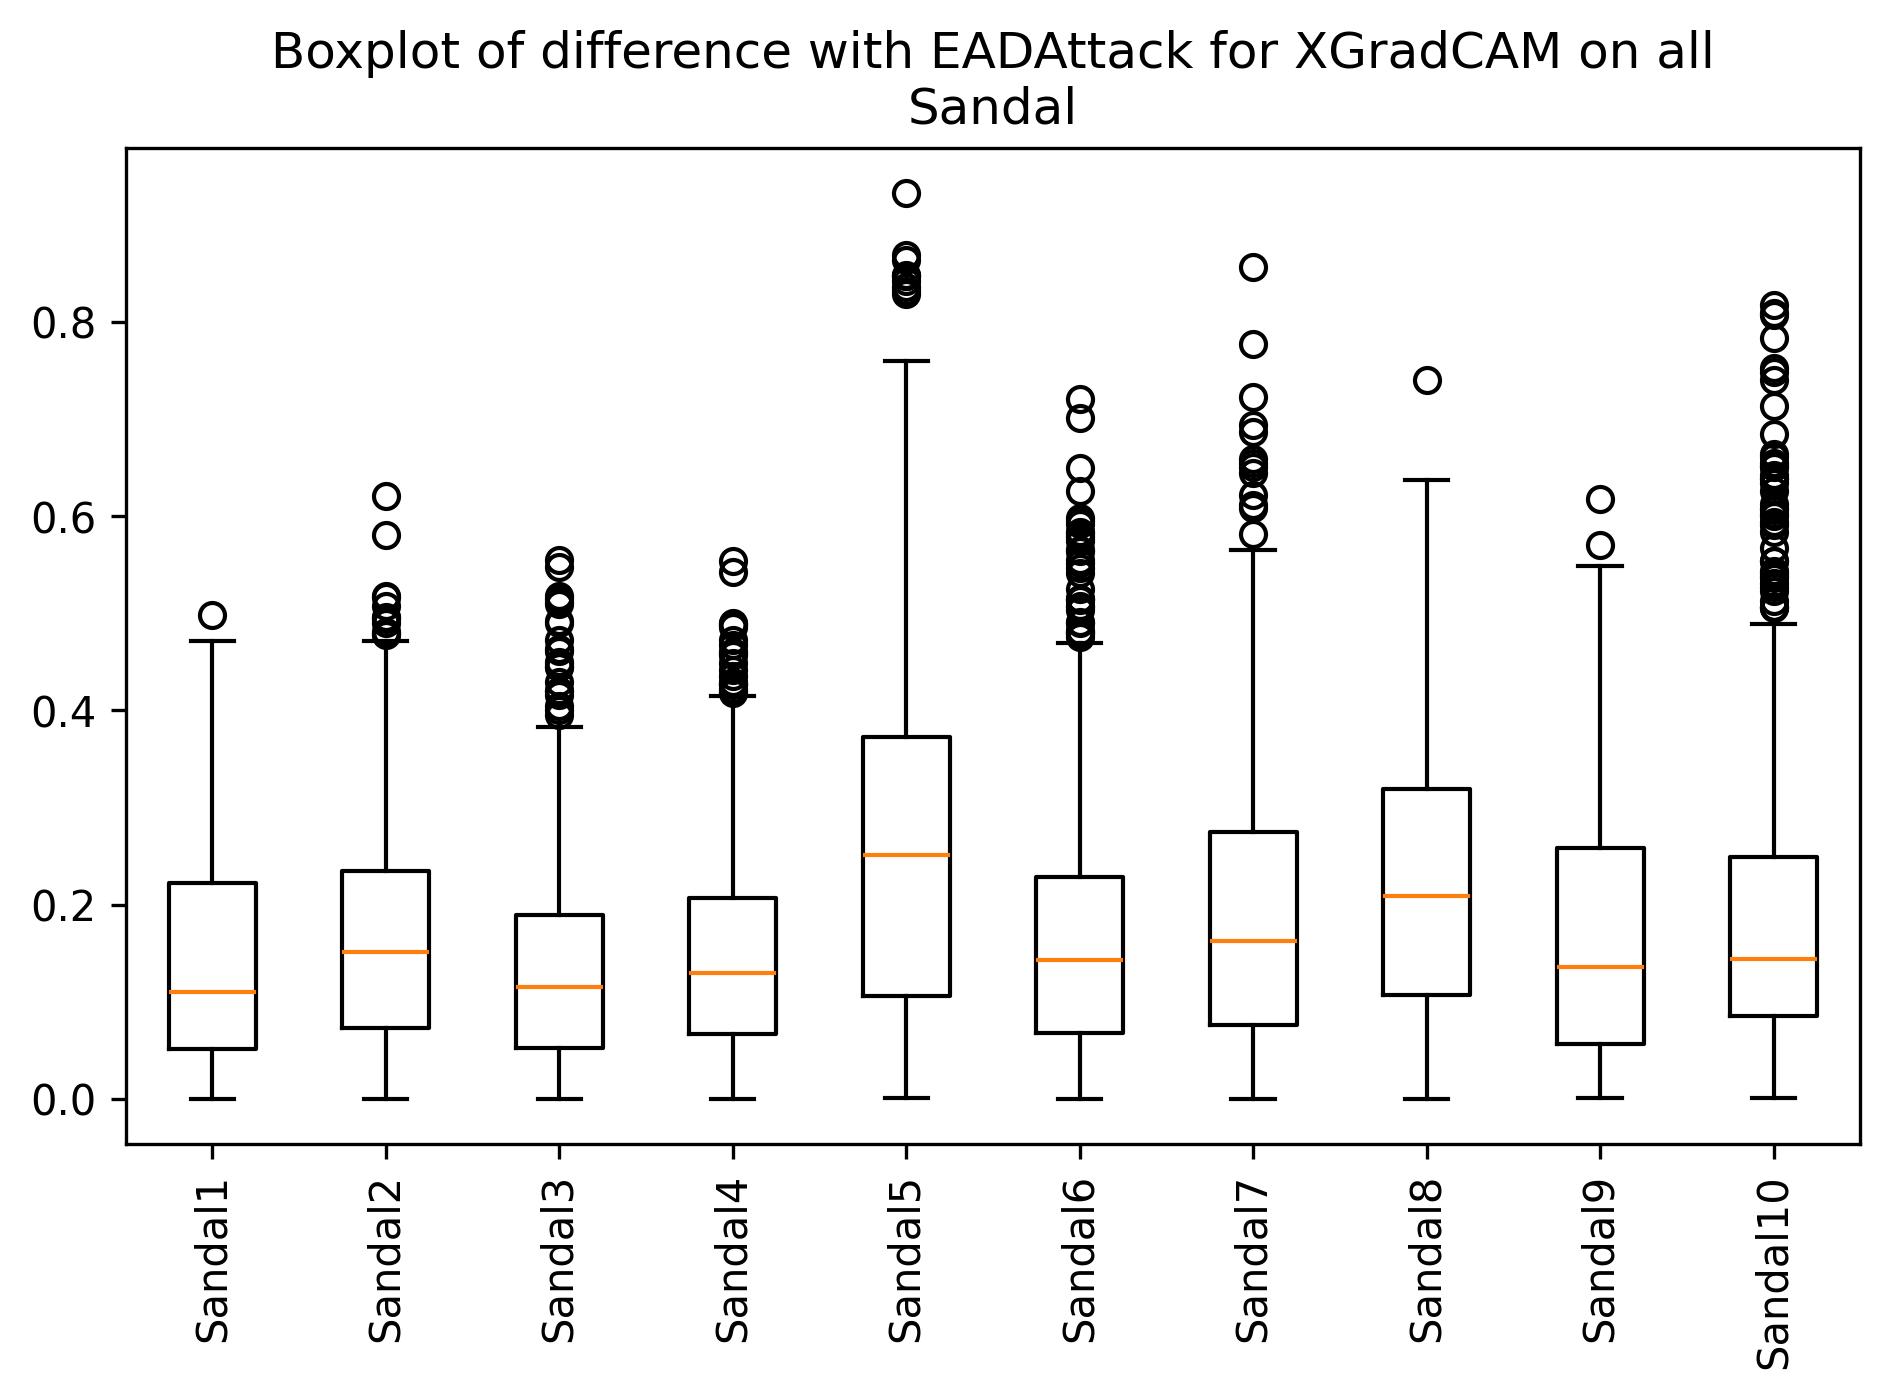 Boxplot of difference with EADAttack for XGradCAM on all
Sandal
0.8
0.6
0.4
0.2
0.0
Sandal1
Sandal2
Sandal3
Sandal4
Sandal5
Sandal6
Sandal7
Sandal8
Sandal9
Sandal10